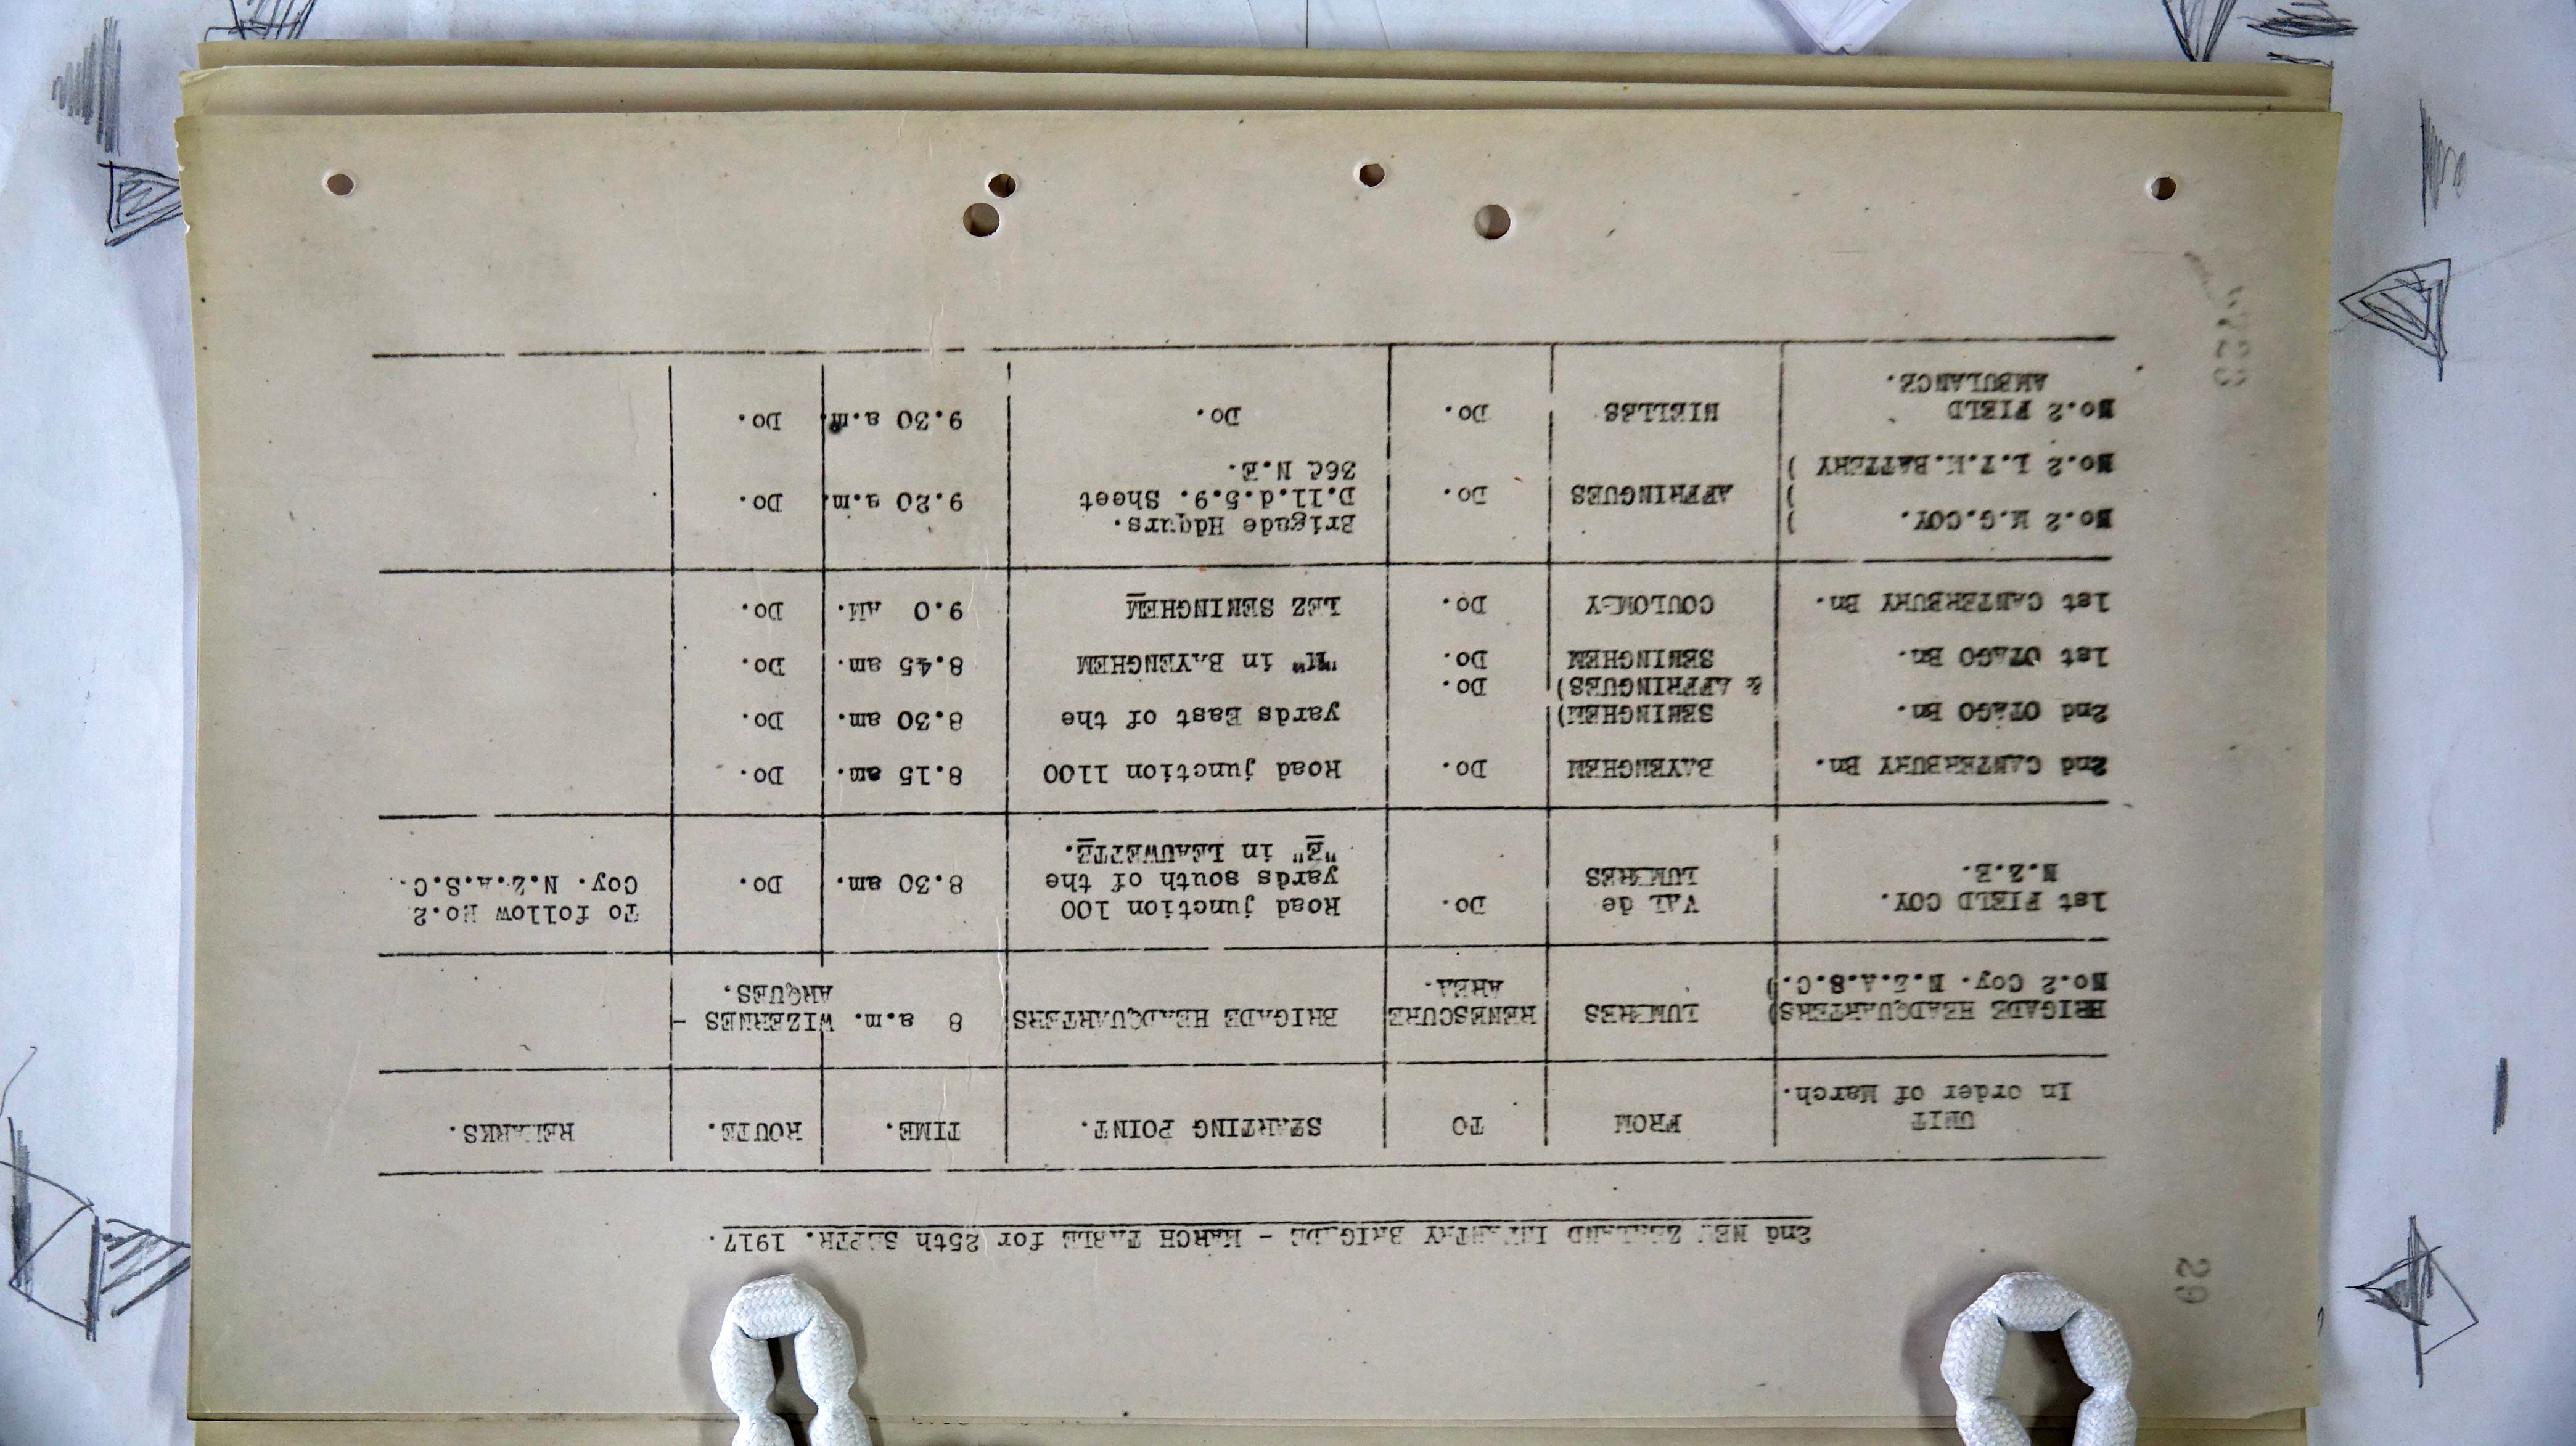 29
2nd NEW ZEALAND INFANTRY BRIGADE - MARCH TABLE for 25th SEPTR. 1917.
UNIT In order of March. FROM TO STARTING POINT. TIME. ROUTE. REMARKS.
BRIGADE HEADQUARTERS) LUMBRES RENESCURE BRIGADE HEADQUARTERS 8 a.m. WIZERNES -
No.2 Coy. N.Z.A.S.C.) AREA. ARQUES.
1st FIELD COY. VAL de Do. Road junction 100 8.30 am. Do. To follow No.2
N.Z.E. LUMBRES yards south of the Coy. N.Z.A.S.C.
"E" in LEAUWETTE.
2nd CANTERBURY Bn. BAYENGHEM Do. Road junction 1100 8.15 am. Do.
2nd OTAGO Bn. SENINGHEM) yards East of the 8.30 am. Do.
& AFFRINGUES) Do.
1st OTAGO Bn. SENINGHEM Do. "M" in BAYENGHEM 8.45 am. Do.
1st CANTERBURY Bn. COULOMBY Do. LEZ SENINGHEM 9.0 AM. Do.
No.2 M.G.COY. ) Brigade Hdqurs.
) AFFRINGUES Do. D.11.d.5.9. Sheet 9.20 a.m. Do.
No.2 L.T.M.BATTERY ) 36C N.E.
No.2 FIELD NIELLES Do. Do. 9.30 a.m. Do.
AMBULANCE.